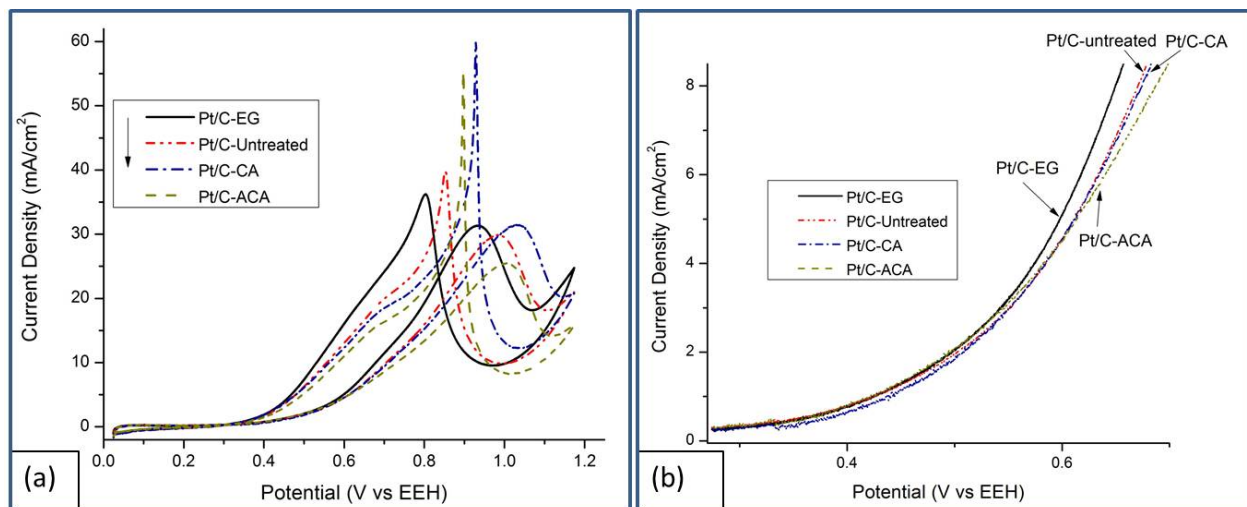 60
50
40
30
20
10
0
Current Density (mA/cm²)
Pt/C-EG
Pt/C-Untreated
Pt/C-CA
Pt/C-ACA
0.0 0.2 0.4 0.6 0.8 1.0 1.2
Potential (V vs EEH)
(a)
8
6
4
2
0
Current Density (mA/cm²)
Pt/C-untreated
Pt/C-CA
Pt/C-EG
Pt/C-ACA
Pt/C-EG
Pt/C-Untreated
Pt/C-CA
Pt/C-ACA
0.4 0.6
Potential (V vs EEH)
(b)